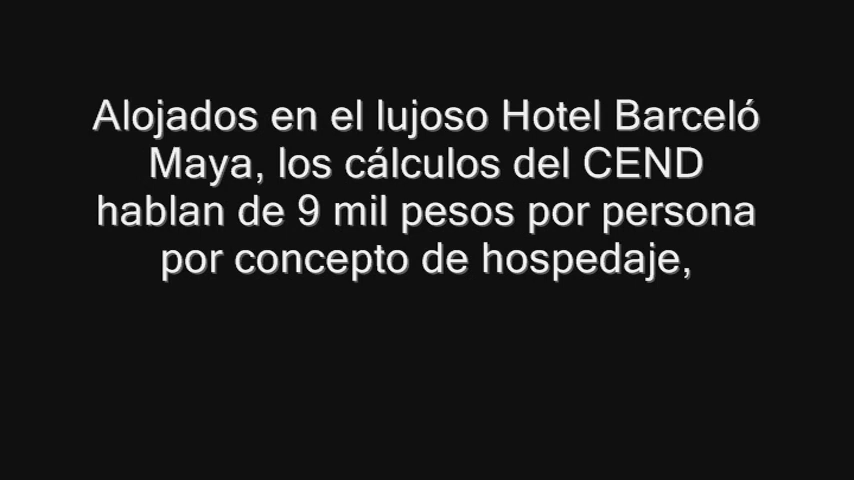 Alojados en el lujoso Hotel Barceló
Maya, los cálculos del CEND
hablan de 9 mil pesos por persona
por concepto de hospedaje,